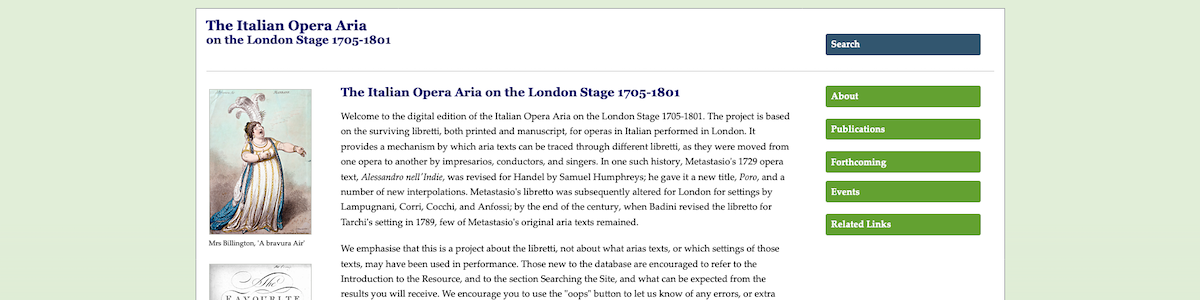 The Italian Opera Aria
on the London Stage 1705-1801
Search
The Italian Opera Aria on the London Stage 1705-1801
Welcome to the digital edition of the Italian Opera Aria on the London Stage 1705-1801. The project is based
on the surviving libretti, both printed and manuscript, for operas in Italian performed in London. It
provides a mechanism by which aria texts can be traced through different libretti, as they were moved from
one opera to another by impresarios, conductors, and singers. In one such history, Metastasio's 1729 opera
text, Alessandro nell'Indie, was revised for Handel by Samuel Humphreys; he gave it a new title, Poro, and a
number of new interpolations. Metastasio's libretto was subsequently altered for London for settings by
Lampugnani, Corri, Cocchi, and Anfossi; by the end of the century, when Badini revised the libretto for
Tarchi's setting in 1789, few of Metastasio's original aria texts remained.
We emphasise that this is a project about the libretti, not about what arias texts, or which settings of those
texts, may have been used in performance. Those new to the database are encouraged to refer to the
Introduction to the Resource, and to the section Searching the Site, and what can be expected from the
results you will receive. We encourage you to use the "oops" button to let us know of any errors, or extra
Mrs Billington, 'A bravura Air'
The
FAVOURITE
About
Publications
Forthcoming
Events
Related Links